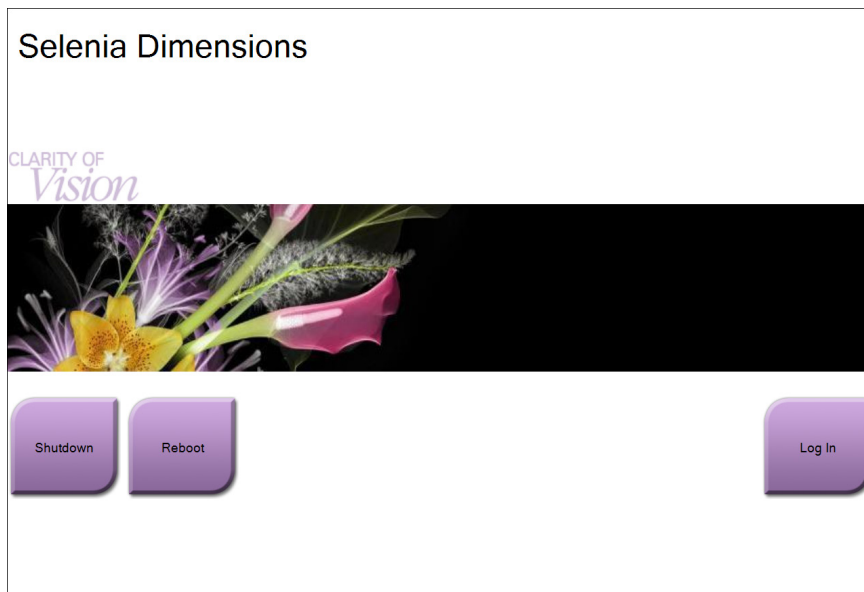 Selenia Dimensions
CLARITY OF
Vision
Shutdown
Reboot
Log In